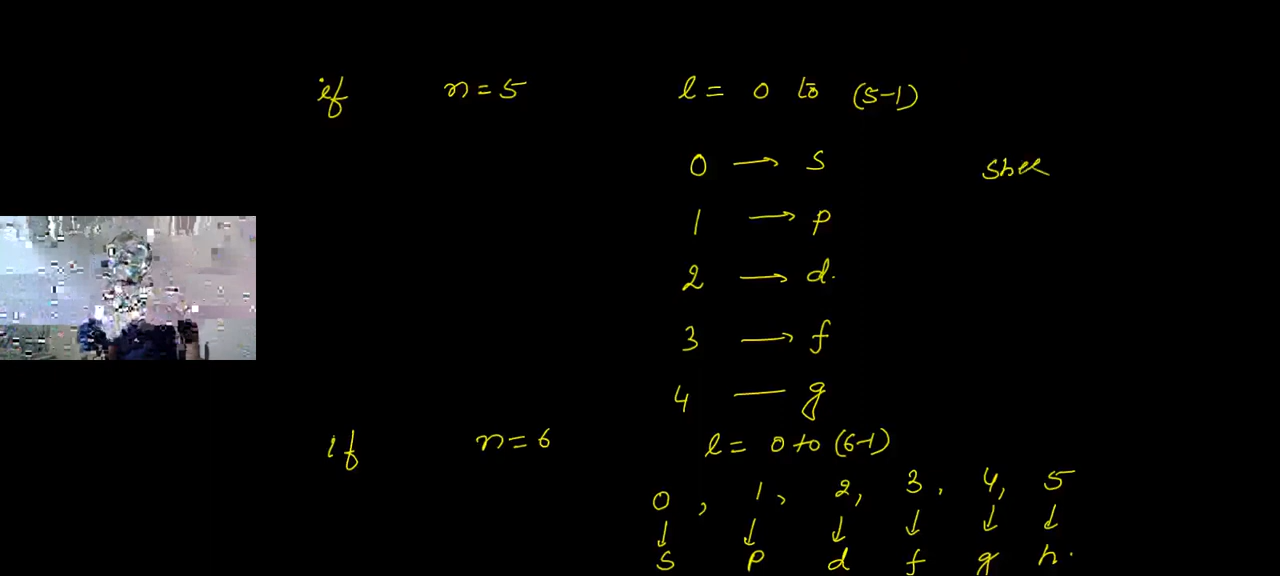 if n=5 l= 0 to (5-1)
0 → s
1 → p
2 → d.
3 → f
4 — g
if n=6 l= 0 to (6-1)
0, 1, 2, 3, 4, 5
↓ ↓ ↓ ↓ ↓ ↓
s p d f g h.